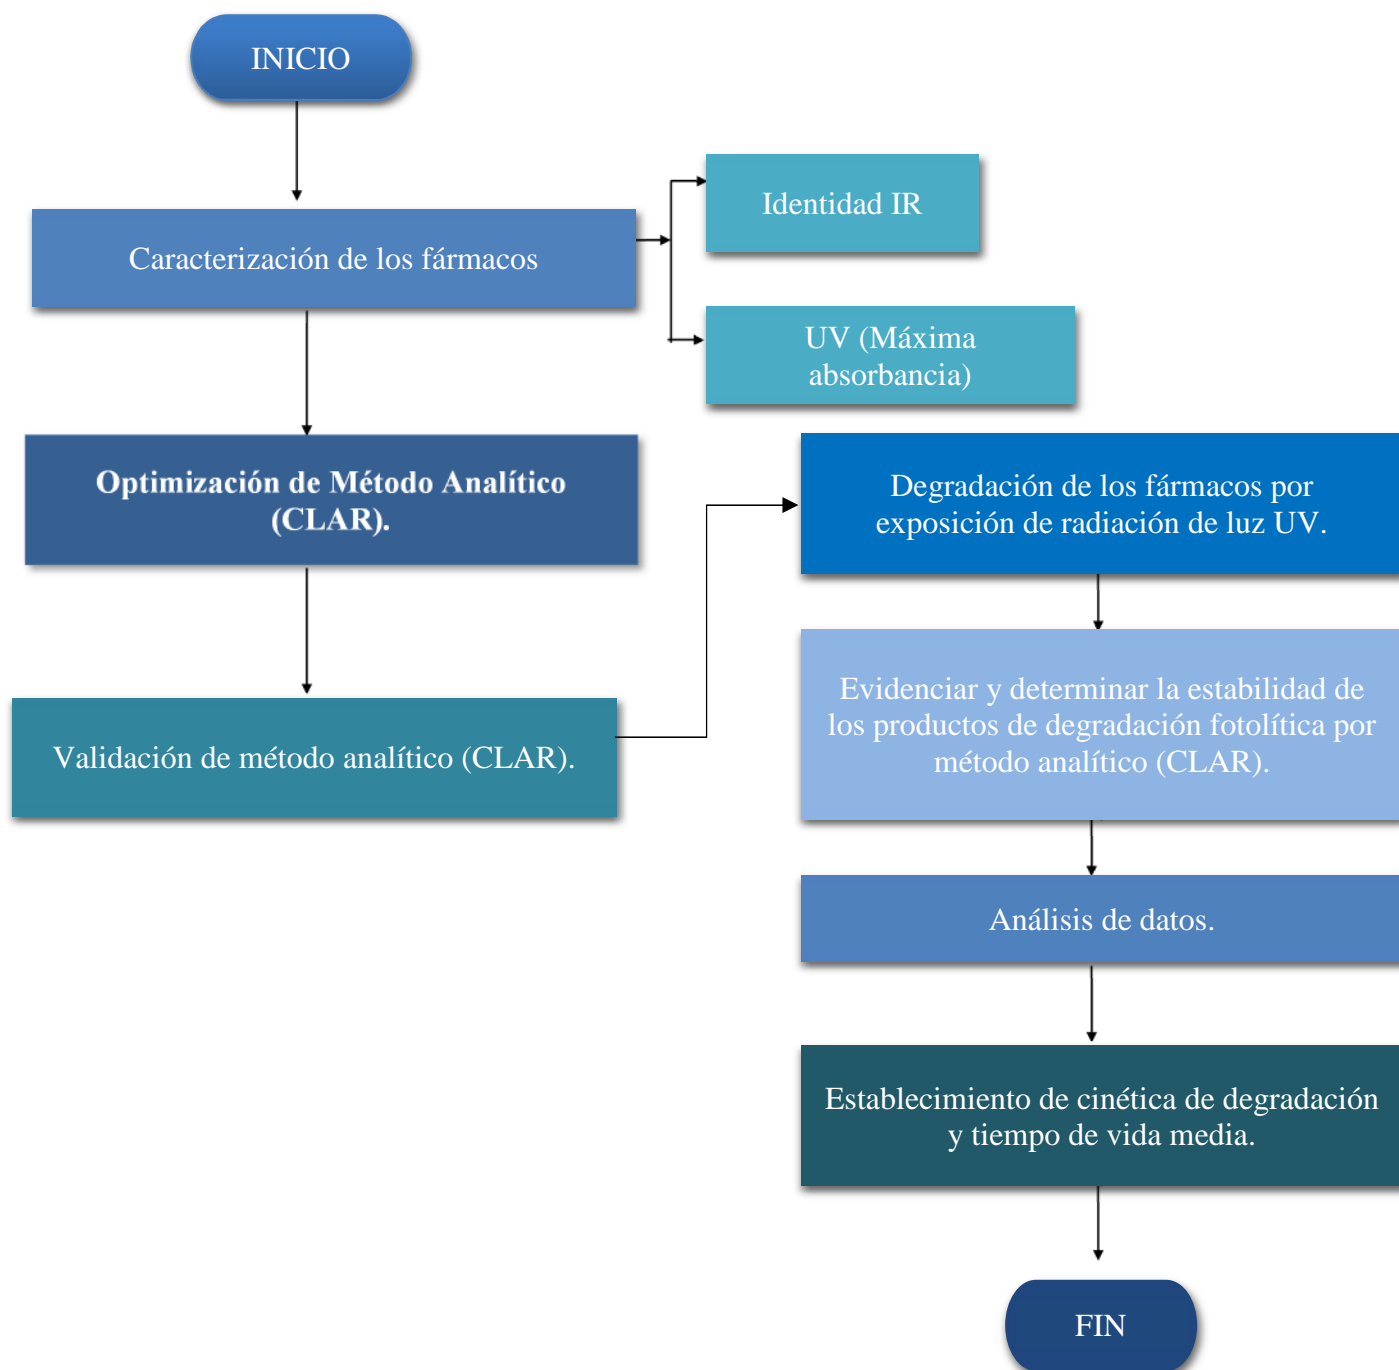 INICIO
Caracterización de los fármacos
Identidad IR
UV (Máxima
absorbancia)
Optimización de Método Analítico
(CLAR).
Validación de método analítico (CLAR).
Degradación de los fármacos por
exposición de radiación de luz UV.
Evidenciar y determinar la estabilidad de
los productos de degradación fotolítica por
método analítico (CLAR).
Análisis de datos.
Establecimiento de cinética de degradación
y tiempo de vida media.
FIN